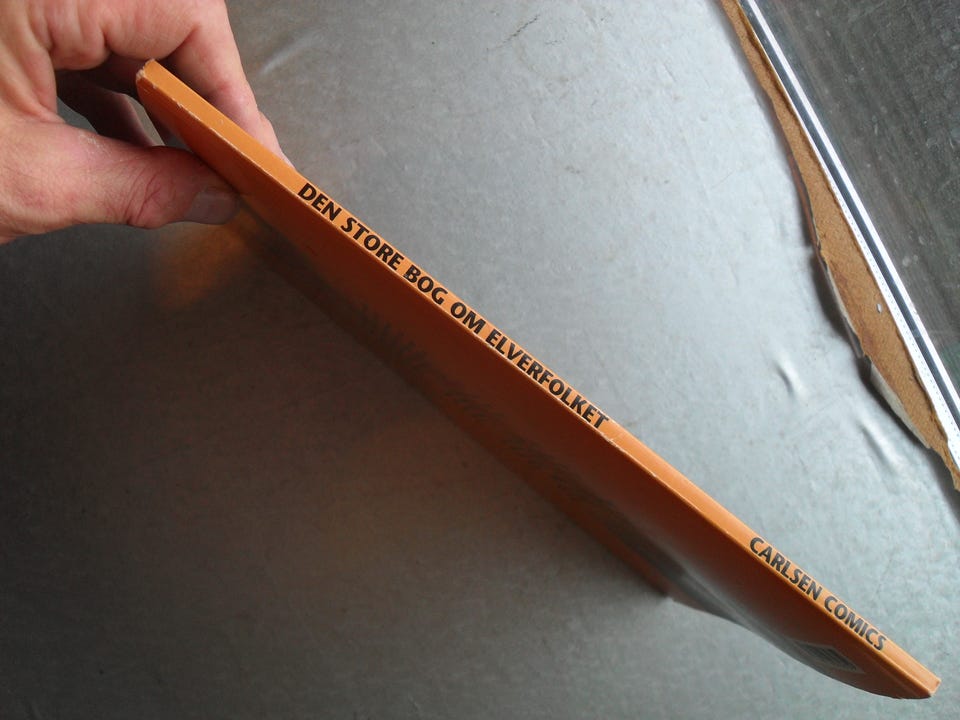 DEN STORE BOG OM ELVERFOLKET
CARLSEN COMICS